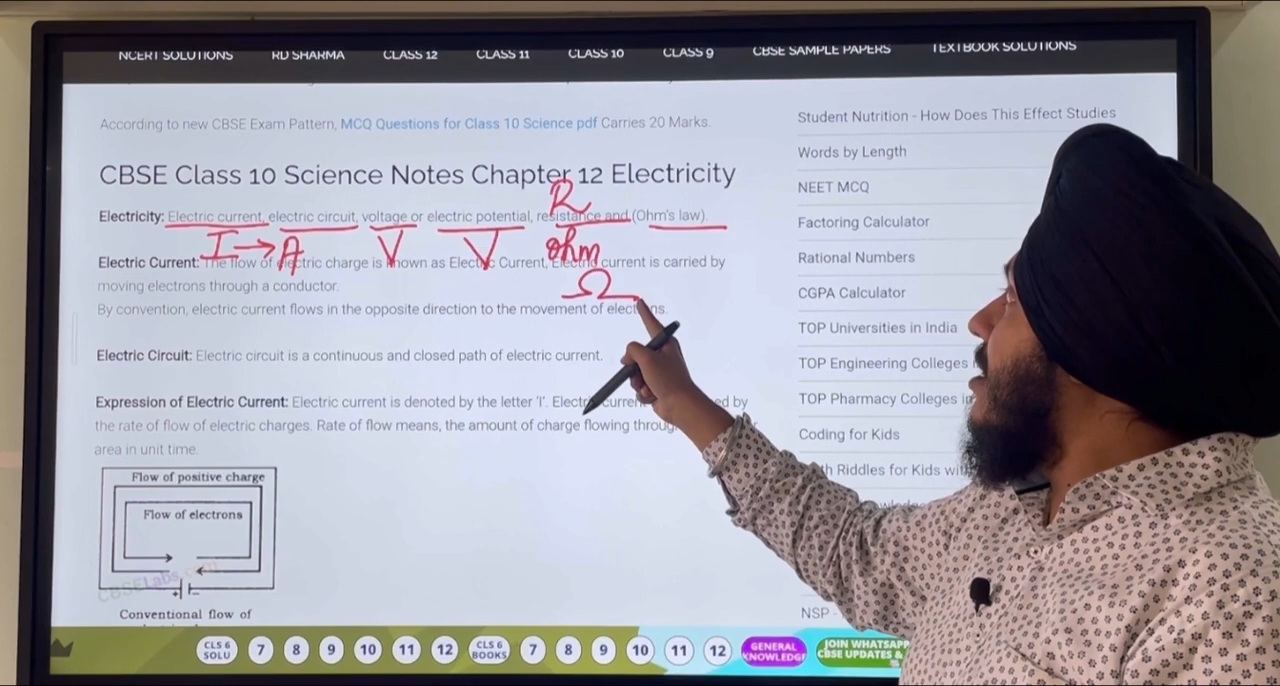 NCERT SOLUTIONS RD SHARMA CLASS 12 CLASS 11 CLASS 10 CLASS 9 CBSE SAMPLE PAPERS TEXTBOOK SOLUTIONS
According to new CBSE Exam Pattern, MCQ Questions for Class 10 Science pdf Carries 20 Marks.
CBSE Class 10 Science Notes Chapter 12 Electricity
R
Electricity: Electric current, electric circuit, voltage or electric potential, resistance and (Ohm's law).
I → A V V ohm
Electric Current: The flow of electric charge is known as Electric Current, Electric current is carried by
moving electrons through a conductor.
Ω
By convention, electric current flows in the opposite direction to the movement of electrons.
Electric Circuit: Electric circuit is a continuous and closed path of electric current.
Expression of Electric Current: Electric current is denoted by the letter 'I'. Electric current ed by
the rate of flow of electric charges. Rate of flow means, the amount of charge flowing through
area in unit time.
Flow of positive charge
Flow of electrons
CBSELabs.com
+
Conventional flow of
Student Nutrition - How Does This Effect Studies
Words by Length
NEET MCQ
Factoring Calculator
Rational Numbers
CGPA Calculator
TOP Universities in India
TOP Engineering Colleges
TOP Pharmacy Colleges in
Coding for Kids
th Riddles for Kids with
NSP -
CLS 6 SOLU 7 8 9 10 11 12 CLS 6 BOOKS 7 8 9 10 11 12 GENERAL KNOWLEDGE JOIN WHATSAPP CBSE UPDATES &